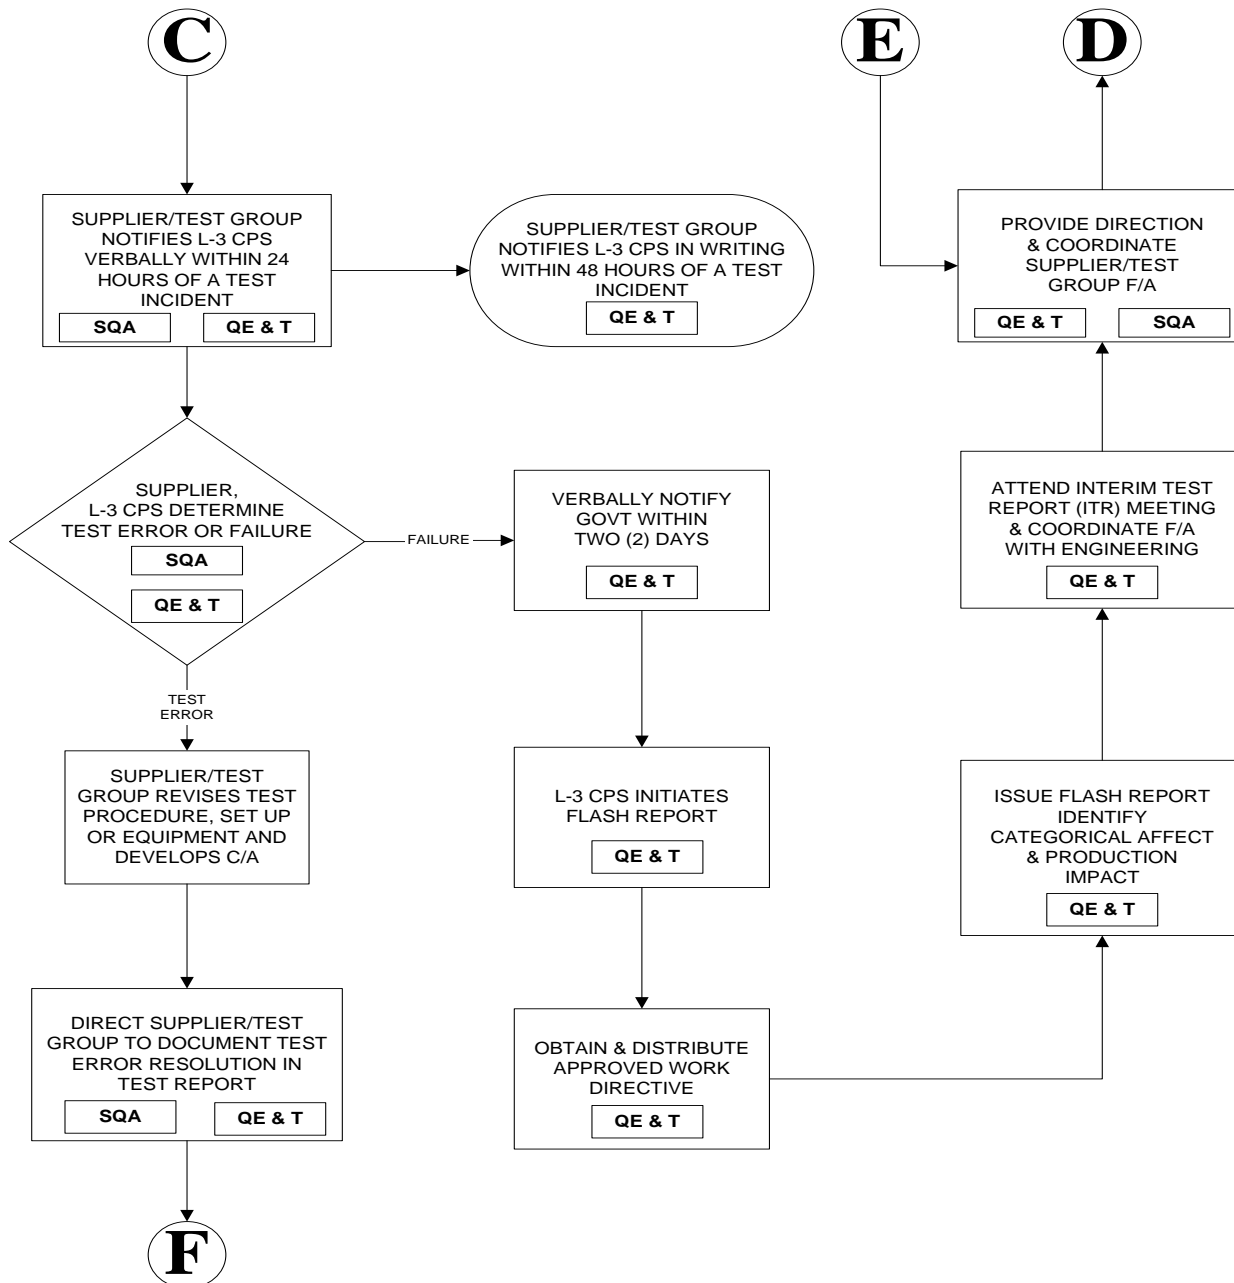 C
SUPPLIER/TEST GROUP
NOTIFIES L-3 CPS
VERBALLY WITHIN 24
HOURS OF A TEST
INCIDENT
SQA
QE & T
SUPPLIER/TEST GROUP
NOTIFIES L-3 CPS IN WRITING
WITHIN 48 HOURS OF A TEST
INCIDENT
QE & T
SUPPLIER,
L-3 CPS DETERMINE
TEST ERROR OR FAILURE
SQA
QE & T
FAILURE
TEST
ERROR
SUPPLIER/TEST
GROUP REVISES TEST
PROCEDURE, SET UP
OR EQUIPMENT AND
DEVELOPS C/A
DIRECT SUPPLIER/TEST
GROUP TO DOCUMENT TEST
ERROR RESOLUTION IN
TEST REPORT
SQA
QE & T
F
VERBALLY NOTIFY
GOVT WITHIN
TWO (2) DAYS
QE & T
L-3 CPS INITIATES
FLASH REPORT
QE & T
OBTAIN & DISTRIBUTE
APPROVED WORK
DIRECTIVE
QE & T
E
D
PROVIDE DIRECTION
& COORDINATE
SUPPLIER/TEST
GROUP F/A
QE & T
SQA
ATTEND INTERIM TEST
REPORT (ITR) MEETING
& COORDINATE F/A
WITH ENGINEERING
QE & T
ISSUE FLASH REPORT
IDENTIFY
CATEGORICAL AFFECT
& PRODUCTION
IMPACT
QE & T